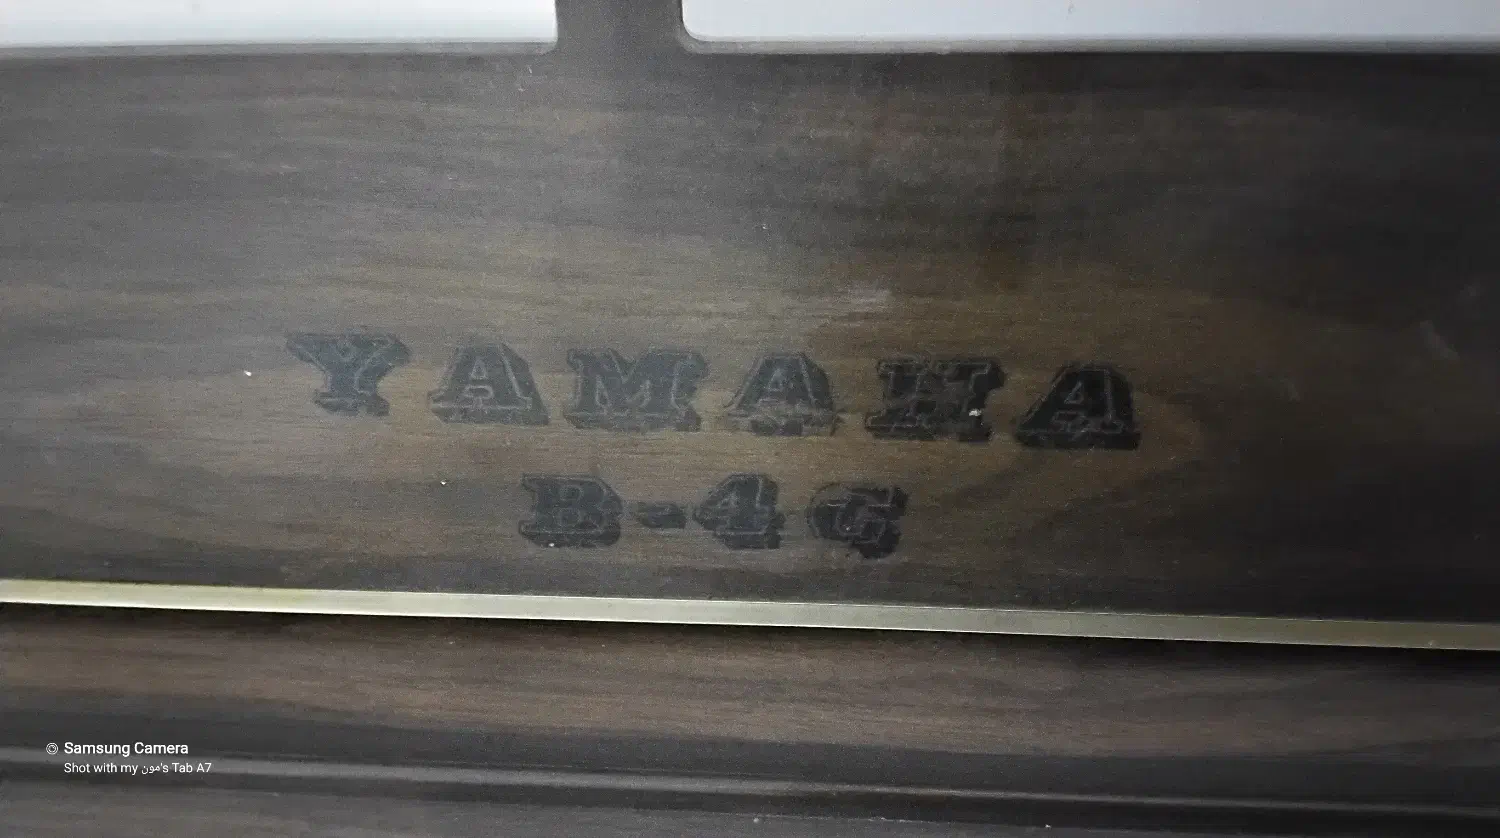 YAMAHA
B-4G
Samsung Camera
Shot with my مون's Tab A7